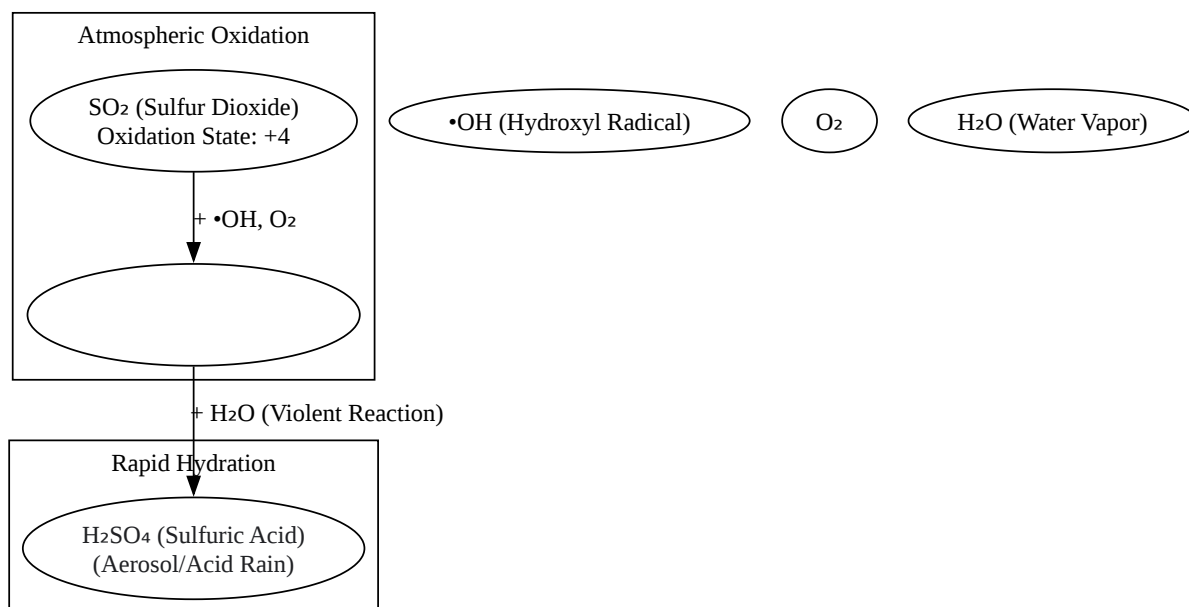 Atmospheric Oxidation
SO₂ (Sulfur Dioxide)
Oxidation State: +4
•OH (Hydroxyl Radical)
O₂
H₂O (Water Vapor)
+ •OH, O₂
+ H₂O (Violent Reaction)
Rapid Hydration
H₂SO₄ (Sulfuric Acid)
(Aerosol/Acid Rain)